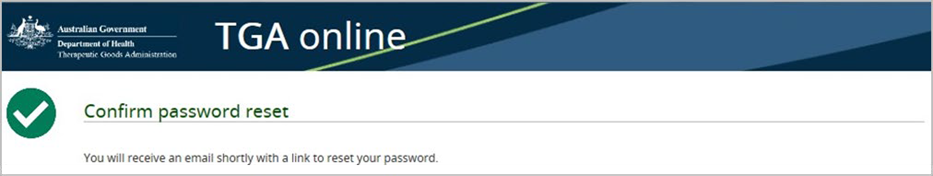 Australian Government
Department of Health
Therapeutic Goods Administration
TGA online
Confirm password reset
You will receive an email shortly with a link to reset your password.